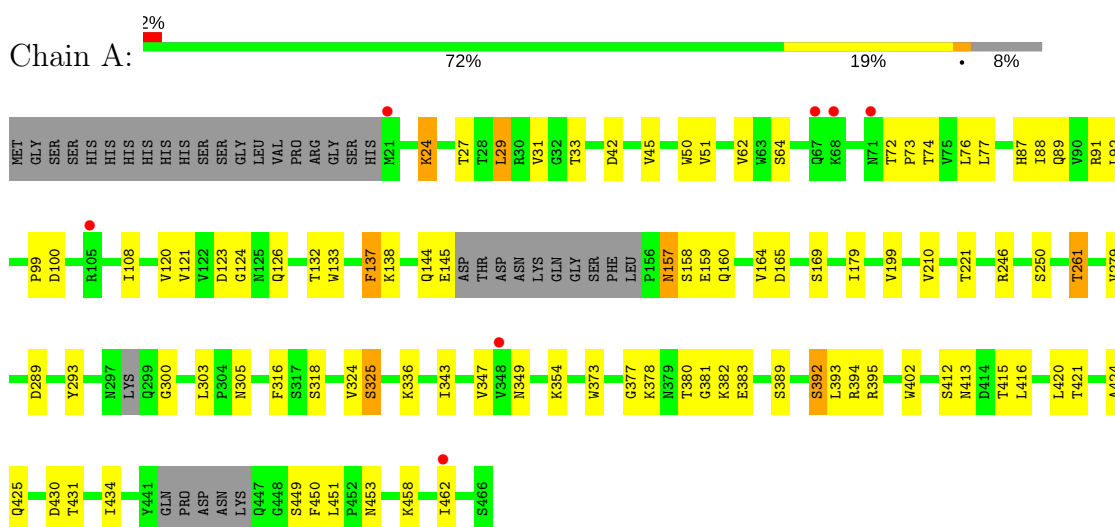 2%
Chain A:
72% 19% • 8%
MET GLY SER SER HIS HIS HIS HIS HIS HIS SER SER GLY LEU VAL PRO ARG GLY SER HIS M21 K24 T27 T28 L29 R30 V31 G32 T33 D42 V45 W50 V51 V62 W63 S64 Q67 K68 N71 T72 P73 T74 V75 L76 L77 H87 I88 Q89 V90 R91
P99 D100 R105 I108 V120 V121 V122 D123 G124 N125 Q126 T132 W133 F137 K138 Q144 E145 ASP THR ASP ASN LYS GLN GLY SER PHE LEU P156 N157 S158 E159 Q160 V164 D165 S169 I179 V199 V210 T221 R246 S250 T261
D289 Y293 N297 LYS Q299 G300 L303 P304 N305 F316 S317 S318 V324 S325 K336 I343 V347 V348 N349 K354 W373 G377 K378 N379 T380 G381 K382 E383 S389 S392 L393 R394 R395 W402 S412 N413 D414 T415 L416 L420 T421
Q425 D430 T431 I434 Y441 GLN PRO ASP ASN LYS Q447 G448 S449 F450 L451 P452 N453 K458 I462 S466